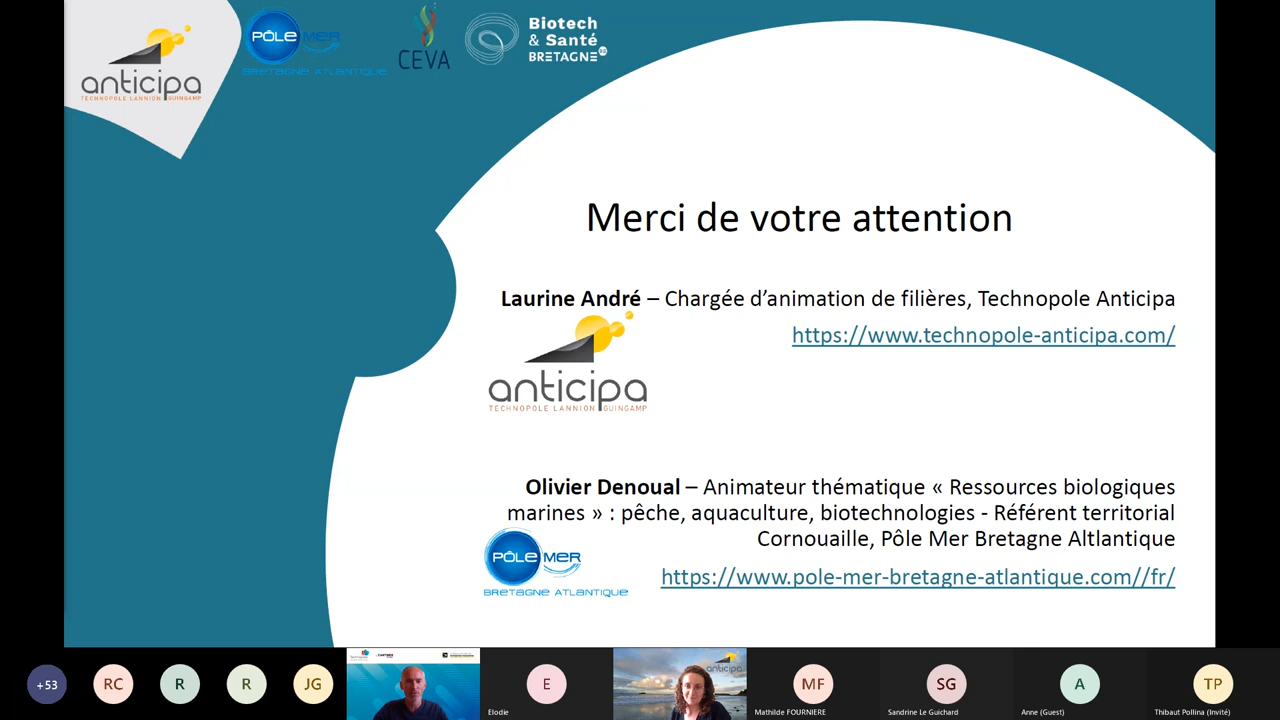 anticipa
TECHNOPOLE LANNION GUINGAMP
PÔLE MER
BRETAGNE ATLANTIQUE
CEVA
Biotech
& Santé
BRETAGNE
Merci de votre attention
Laurine André – Chargée d’animation de filières, Technopole Anticipa
https://www.technopole-anticipa.com/
anticipa
TECHNOPOLE LANNION GUINGAMP
Olivier Denoual – Animateur thématique « Ressources biologiques
marines » : pêche, aquaculture, biotechnologies - Référent territorial
Cornouaille, Pôle Mer Bretagne Altlantique
https://www.pole-mer-bretagne-atlantique.com//fr/
PÔLE MER
BRETAGNE ATLANTIQUE
+53
RC
R
R
JG
E
Elodie
anticipa
MF
Mathilde FOURNIERE
SG
Sandrine Le Guichard
A
Anne (Guest)
TP
Thibaut Pollina (Invité)